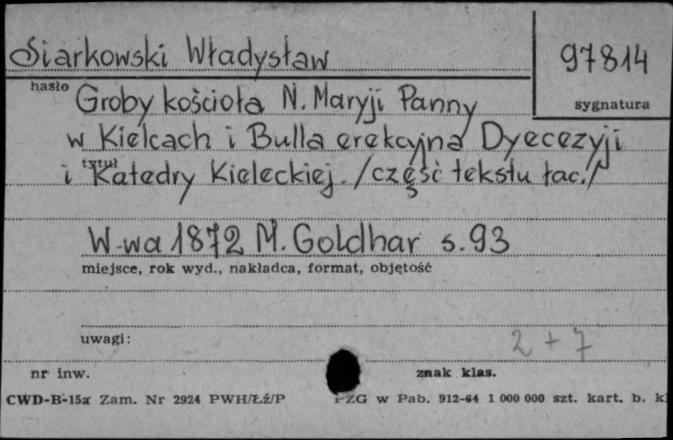 Siarkowski Władysław
97814
hasło
sygnatura
Groby kościoła N. Maryji Panny
w Kielcach i Bulla erekcyjna Dyecezyji
tytuł
i Katedry Kieleckiej. /część tekstu łac./
W-wa 1872 M. Goldhar s. 93
miejsce, rok wyd., nakładca, format, objętość
uwagi:
2 + 7
nr inw.
znak klas.
CWD-B-15a Zam. Nr 2924 PWH/Łź/P
PZG w Pab. 912-64 1 000 000 szt. kart. b. k